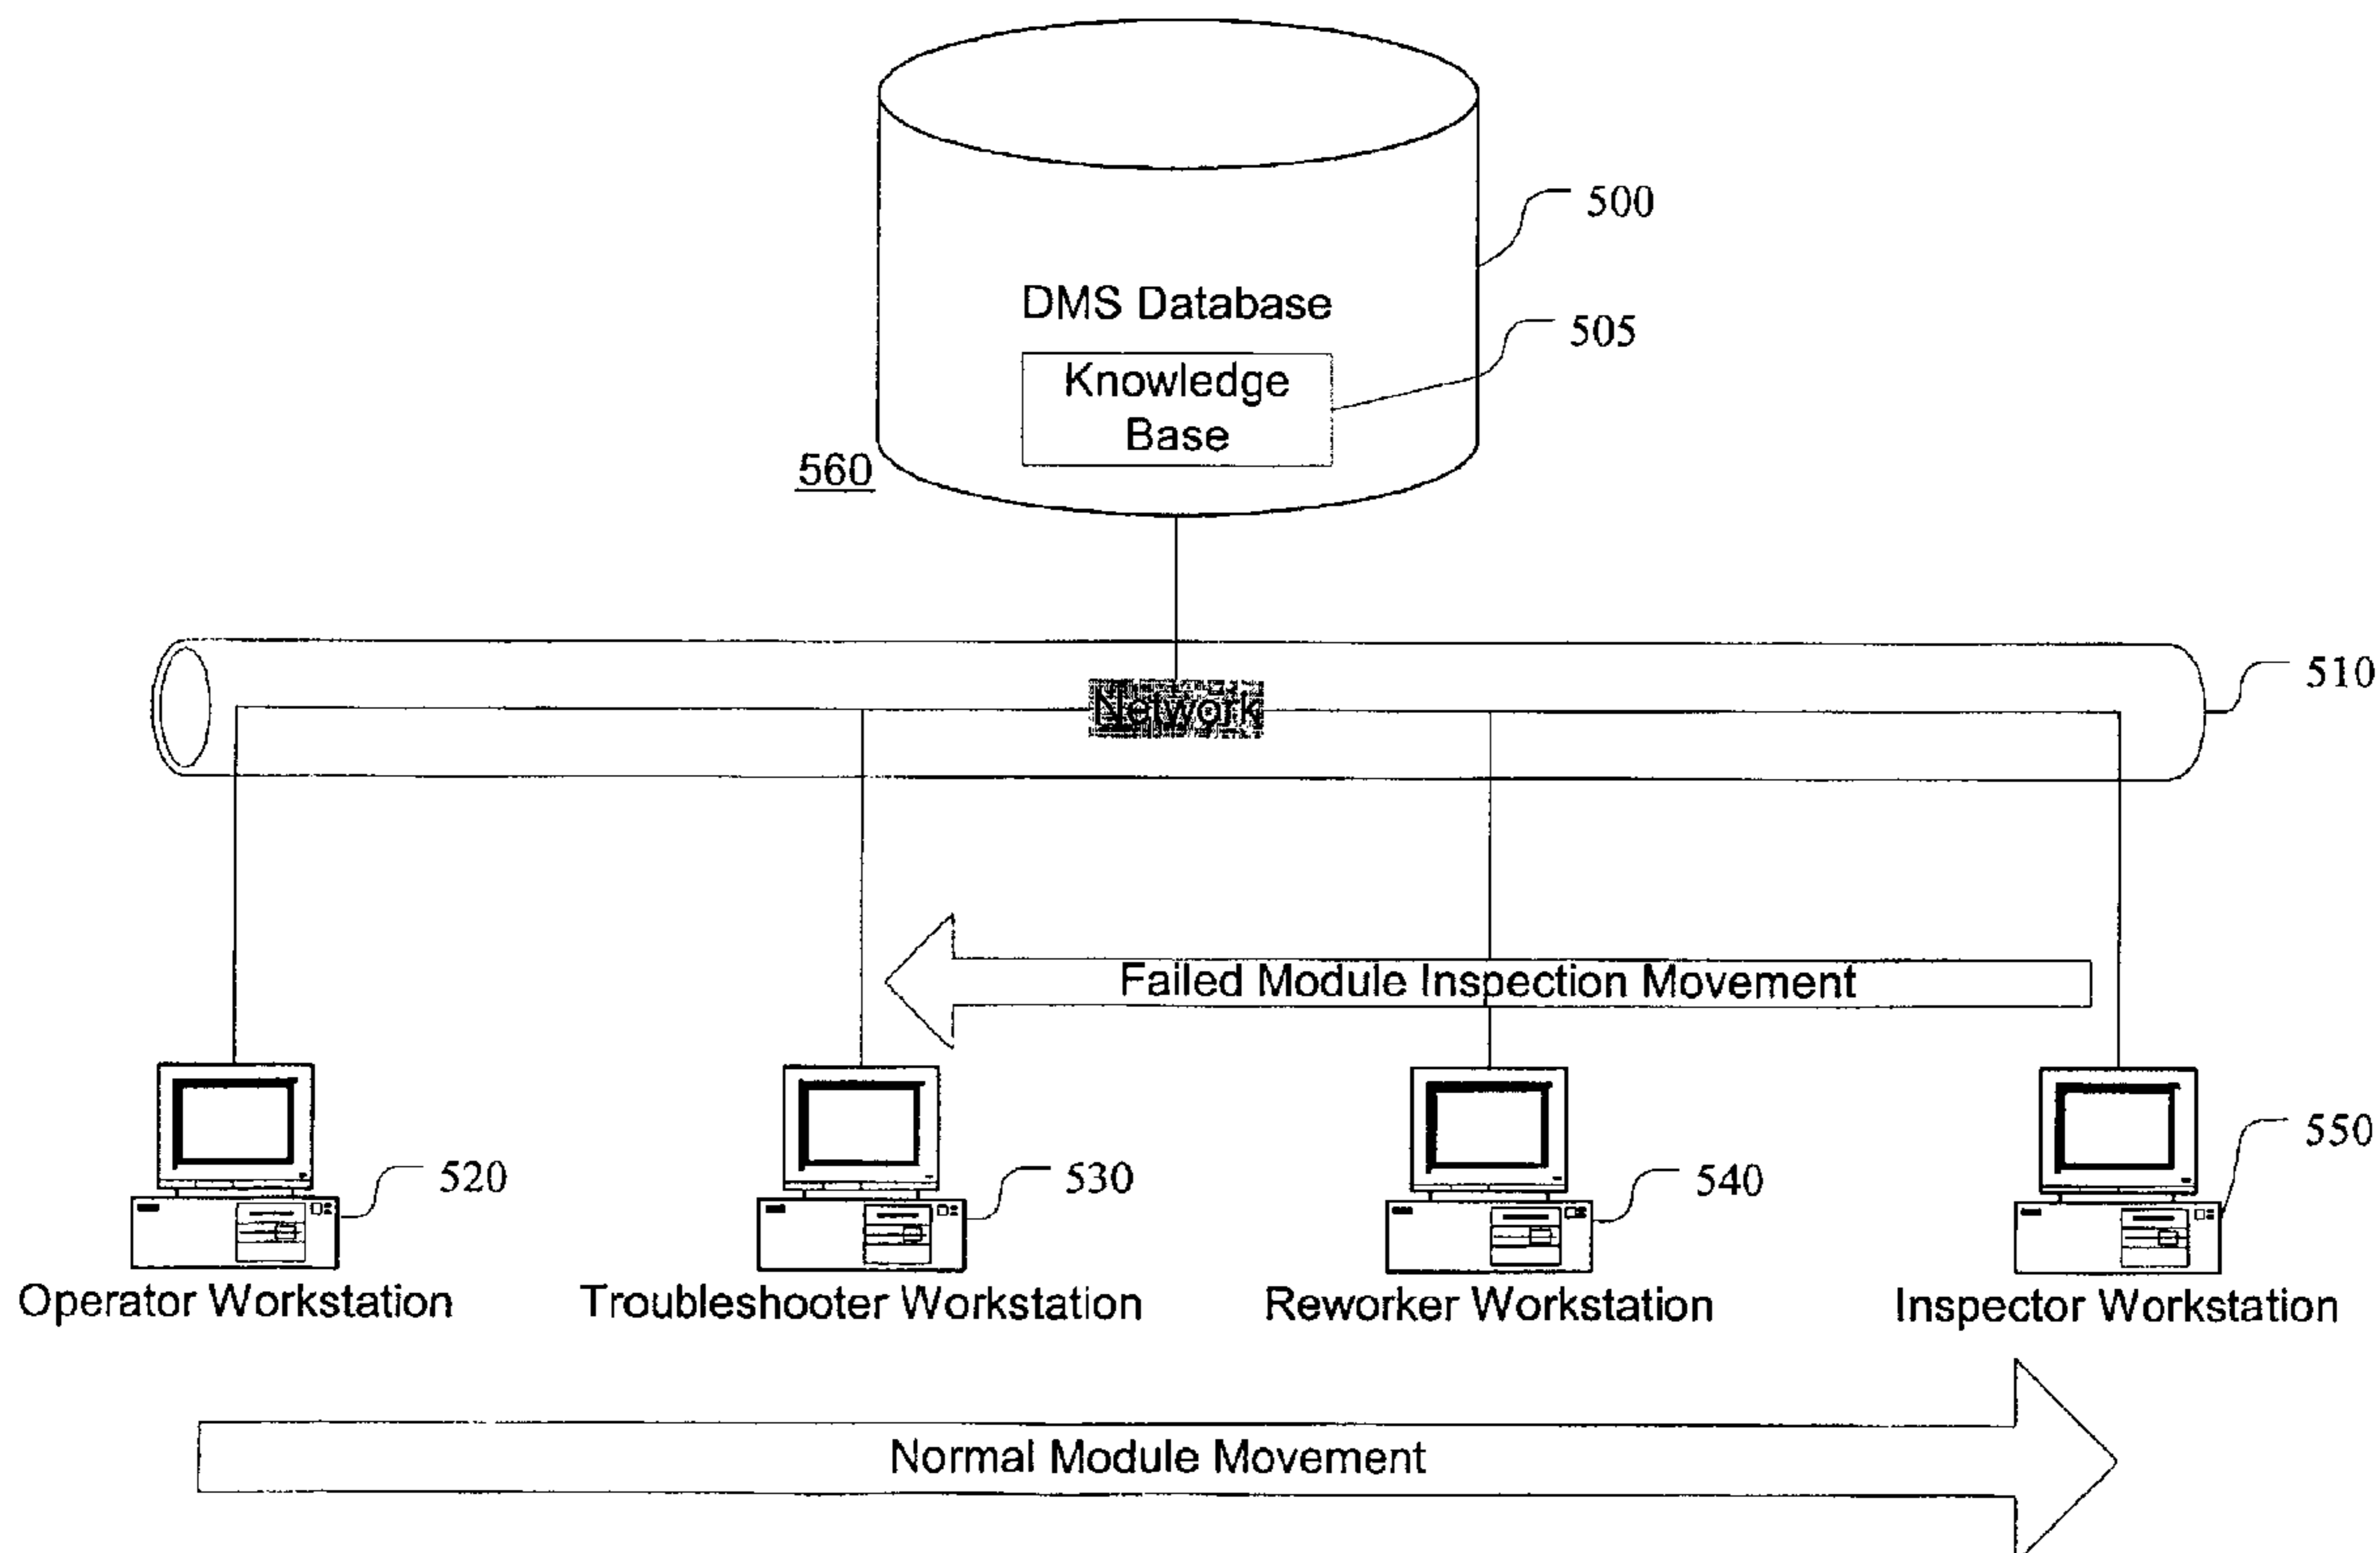 500
DMS Database
505
Knowledge
Base
560
Network
510
Failed Module Inspection Movement
520
530
540
550
Operator Workstation
Troubleshooter Workstation
Reworker Workstation
Inspector Workstation
Normal Module Movement